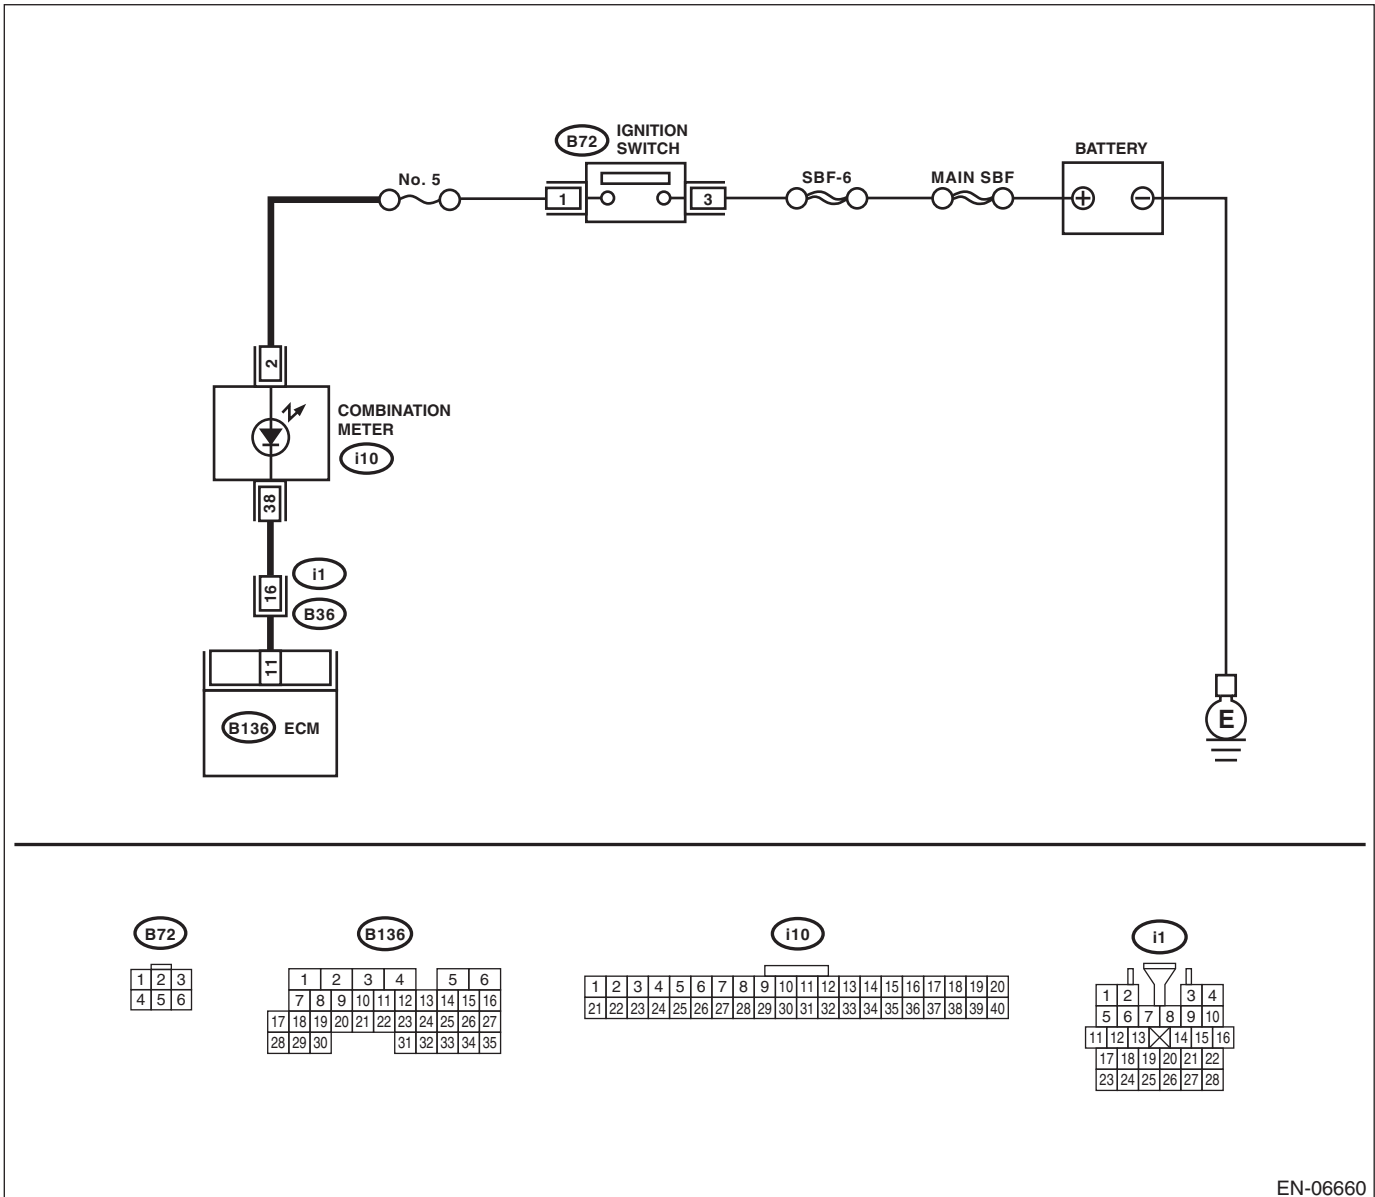 B72
IGNITION
SWITCH
BATTERY
No. 5
SBF-6
MAIN SBF
1
3
2
COMBINATION
METER
i10
38
i1
16
B36
11
B136 ECM
E
B72
B136
i10
i1
1 2 3
4 5 6
1 2 3 4 5 6
7 8 9 10 11 12 13 14 15 16
17 18 19 20 21 22 23 24 25 26 27
28 29 30 31 32 33 34 35
1 2 3 4 5 6 7 8 9 10 11 12 13 14 15 16 17 18 19 20
21 22 23 24 25 26 27 28 29 30 31 32 33 34 35 36 37 38 39 40
1 2 3 4
5 6 7 8 9 10
11 12 13 14 15 16
17 18 19 20 21 22
23 24 25 26 27 28
EN-06660